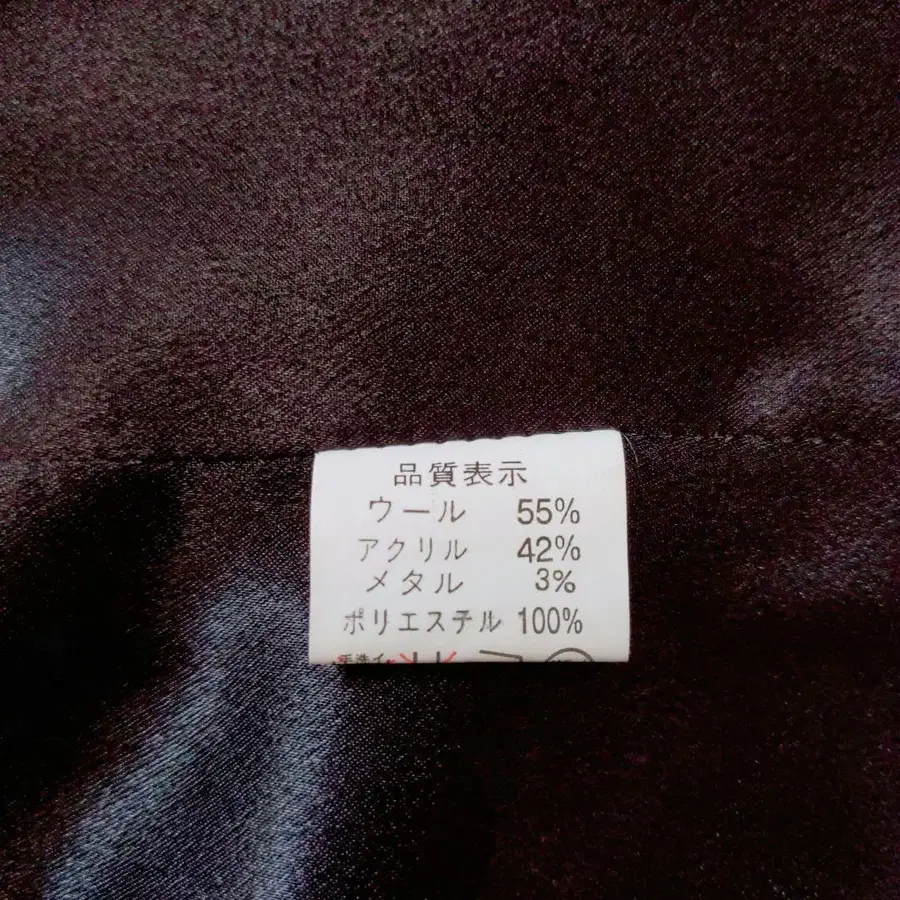 品質表示
ウール 55%
アクリル 42%
メタル 3%
ポリエステル 100%